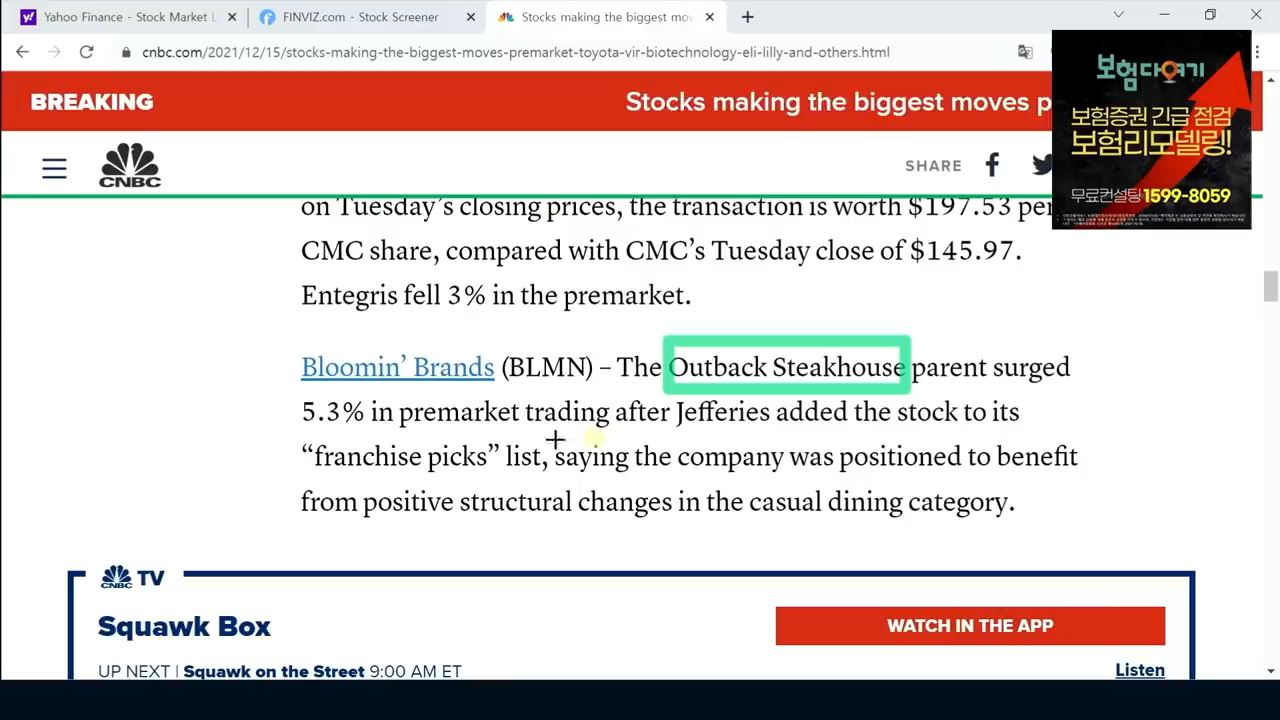 Yahoo Finance - Stock Market L
FINVIZ.com - Stock Screener
Stocks making the biggest mov
cnbc.com/2021/12/15/stocks-making-the-biggest-moves-premarket-toyota-vir-biotechnology-eli-lilly-and-others.html
BREAKING
Stocks making the biggest moves p
CNBC
SHARE
보험다여기
보험증권 긴급 점검
보험리모델링!
무료컨설팅 1599-8059
on Tuesday's closing prices, the transaction is worth $197.53 per
CMC share, compared with CMC's Tuesday close of $145.97.
Entegris fell 3% in the premarket.
Bloomin' Brands (BLMN) – The Outback Steakhouse parent surged
5.3% in premarket trading after Jefferies added the stock to its
“franchise picks” list, saying the company was positioned to benefit
from positive structural changes in the casual dining category.
CNBC TV
Squawk Box
WATCH IN THE APP
UP NEXT | Squawk on the Street 9:00 AM ET
Listen